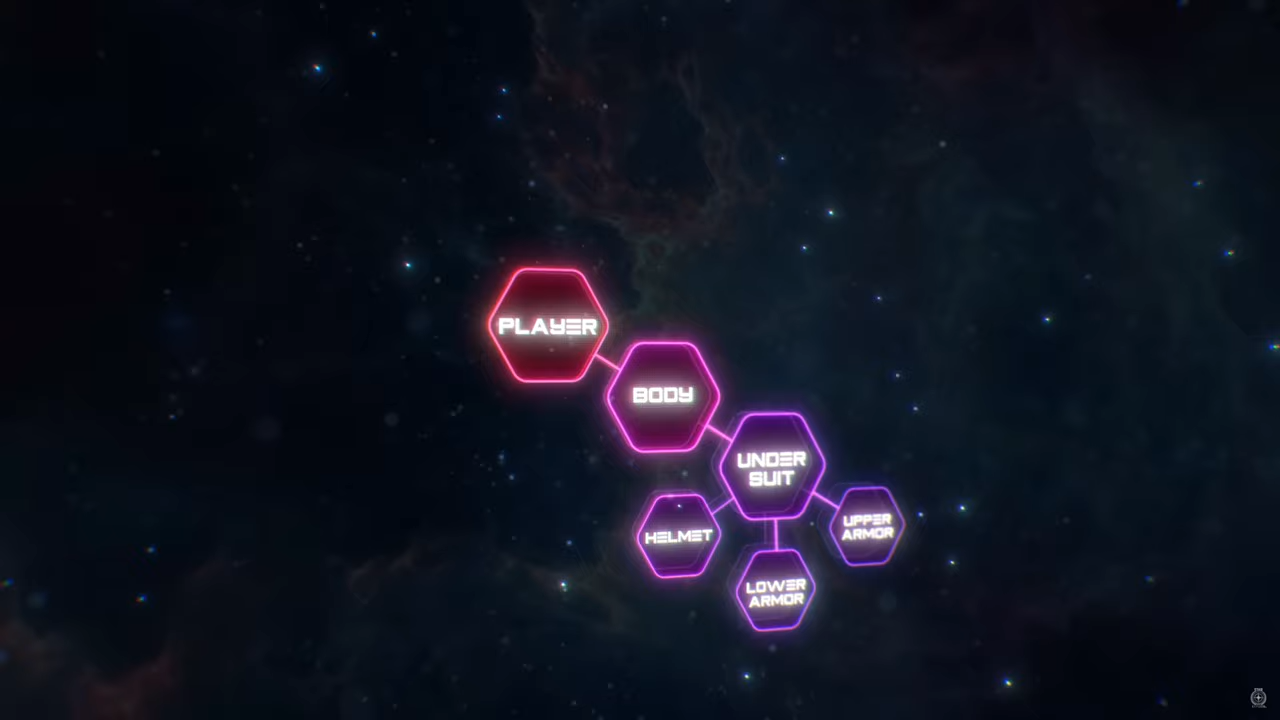 PLAYER
BODY
UNDER
SUIT
HELMET
UPPER
ARMOR
LOWER
ARMOR